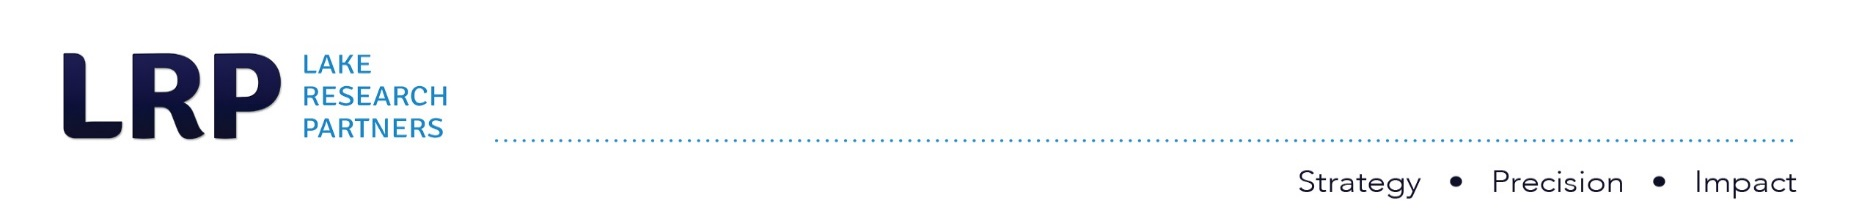 LRP
LAKE
RESEARCH
PARTNERS
Strategy • Precision • Impact